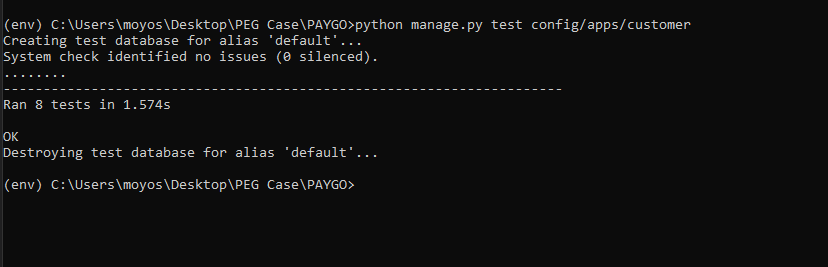 (env) C:\Users\moyos\Desktop\PEG Case\PAYGO>python manage.py test config/apps/customer
Creating test database for alias 'default'...
System check identified no issues (0 silenced).
........
----------------------------------------------------------------------
Ran 8 tests in 1.574s
OK
Destroying test database for alias 'default'...
(env) C:\Users\moyos\Desktop\PEG Case\PAYGO>